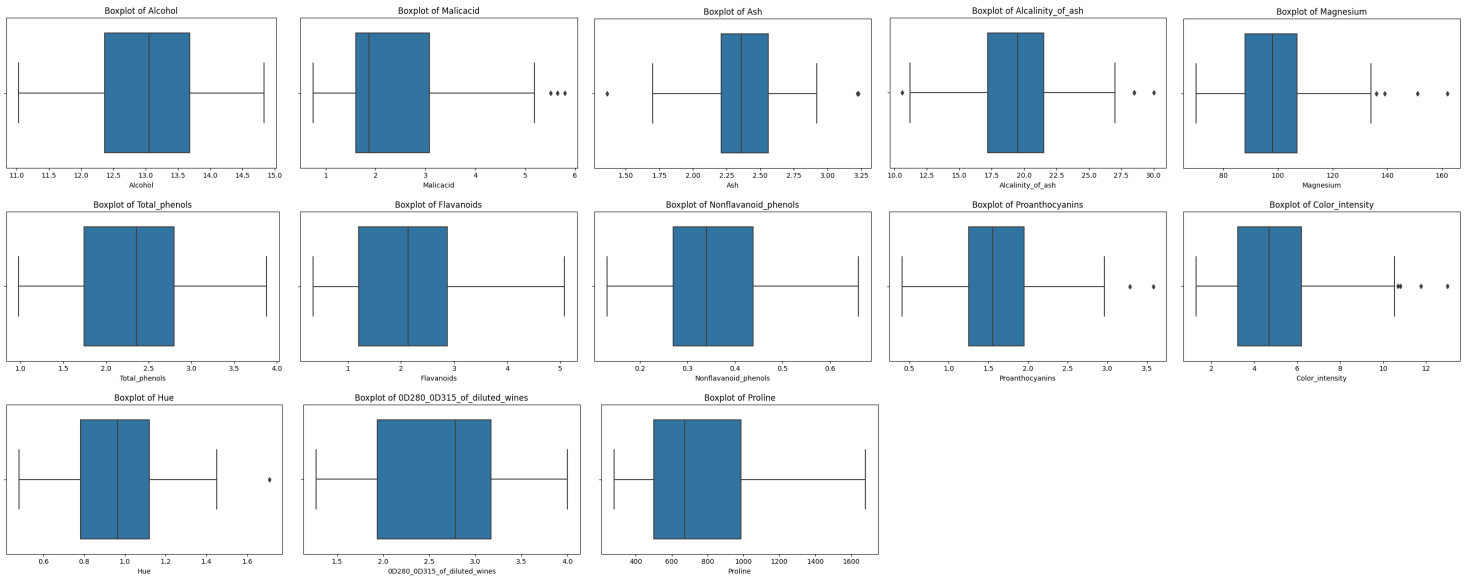 Boxplot of Alcohol
11.0 11.5 12.0 12.5 13.0 13.5 14.0 14.5 15.0
Alcohol
Boxplot of Malicacid
1 2 3 4 5 6
Malicacid
Boxplot of Ash
1.50 1.75 2.00 2.25 2.50 2.75 3.00 3.25
Ash
Boxplot of Alcalinity_of_ash
10.0 12.5 15.0 17.5 20.0 22.5 25.0 27.5 30.0
Alcalinity_of_ash
Boxplot of Magnesium
80 100 120 140 160
Magnesium
Boxplot of Total_phenols
1.0 1.5 2.0 2.5 3.0 3.5 4.0
Total_phenols
Boxplot of Flavanoids
1 2 3 4 5
Flavanoids
Boxplot of Nonflavanoid_phenols
0.2 0.3 0.4 0.5 0.6
Nonflavanoid_phenols
Boxplot of Proanthocyanins
0.5 1.0 1.5 2.0 2.5 3.0 3.5
Proanthocyanins
Boxplot of Color_intensity
2 4 6 8 10 12
Color_intensity
Boxplot of Hue
0.6 0.8 1.0 1.2 1.4 1.6
Hue
Boxplot of 0D280_0D315_of_diluted_wines
1.5 2.0 2.5 3.0 3.5 4.0
0D280_0D315_of_diluted_wines
Boxplot of Proline
400 600 800 1000 1200 1400 1600
Proline